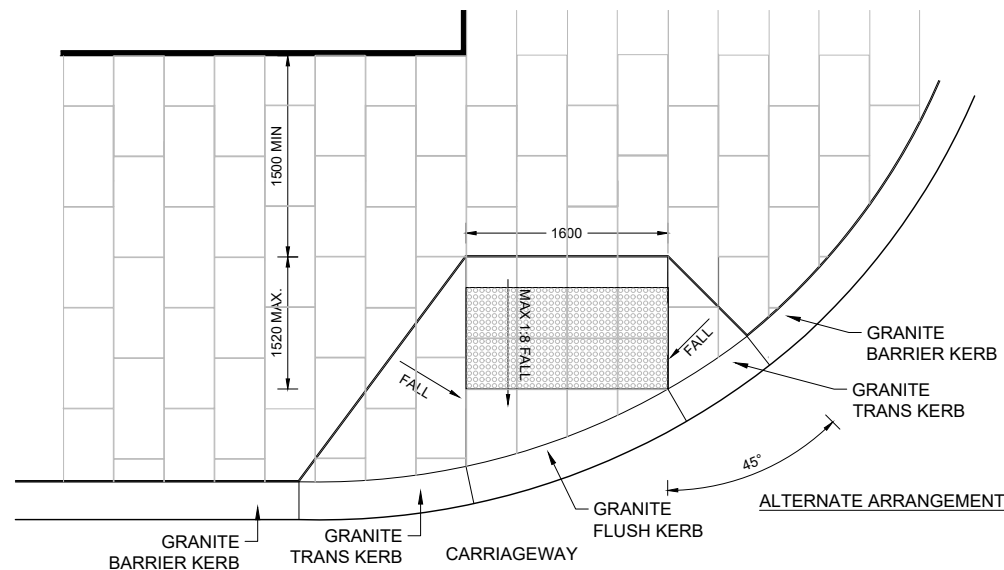 1500 MIN
1600
1520 MAX.
MAX 1:8 FALL
FALL
FALL
GRANITE
BARRIER KERB
GRANITE
TRANS KERB
45°
ALTERNATE ARRANGEMENT
GRANITE
FLUSH KERB
GRANITE
TRANS KERB
GRANITE
BARRIER KERB
CARRIAGEWAY